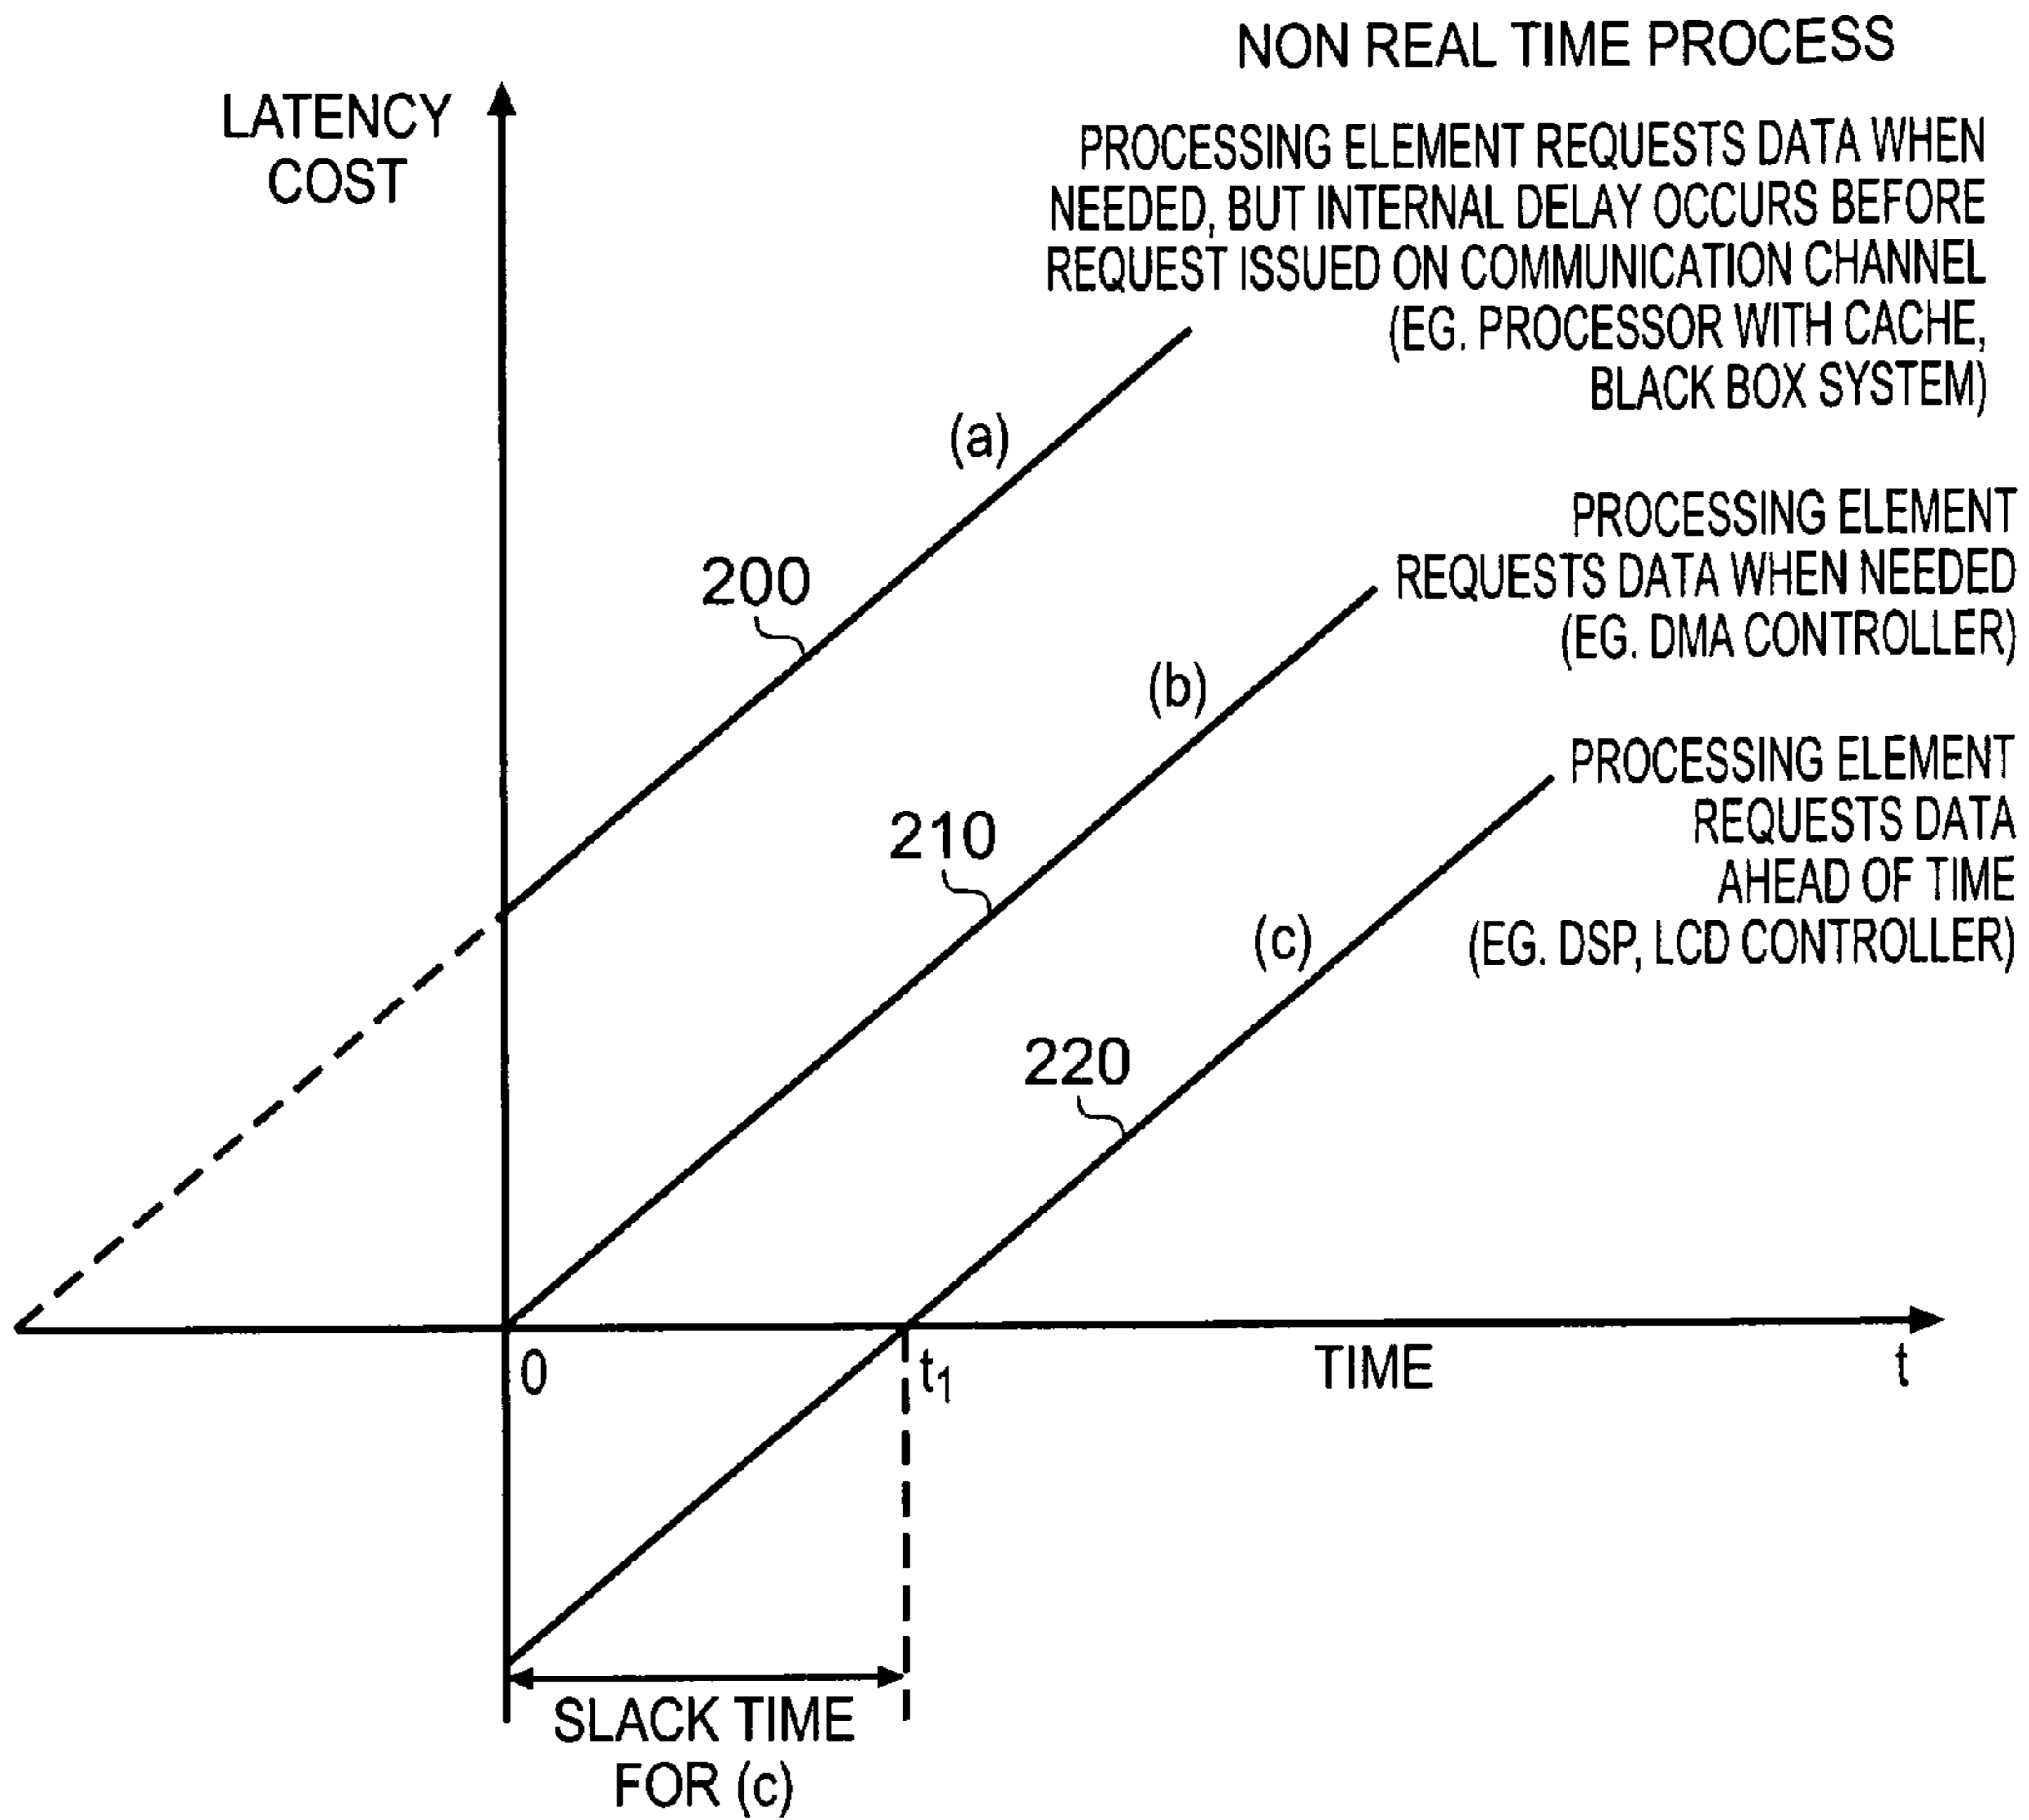 NON REAL TIME PROCESS
LATENCY
COST
PROCESSING ELEMENT REQUESTS DATA WHEN
NEEDED, BUT INTERNAL DELAY OCCURS BEFORE
REQUEST ISSUED ON COMMUNICATION CHANNEL
(EG. PROCESSOR WITH CACHE,
BLACK BOX SYSTEM)
(a)
200
PROCESSING ELEMENT
REQUESTS DATA WHEN NEEDED
(EG. DMA CONTROLLER)
(b)
210
PROCESSING ELEMENT
REQUESTS DATA
AHEAD OF TIME
(EG. DSP, LCD CONTROLLER)
(c)
220
0
t₁
TIME
t
SLACK TIME
FOR (c)